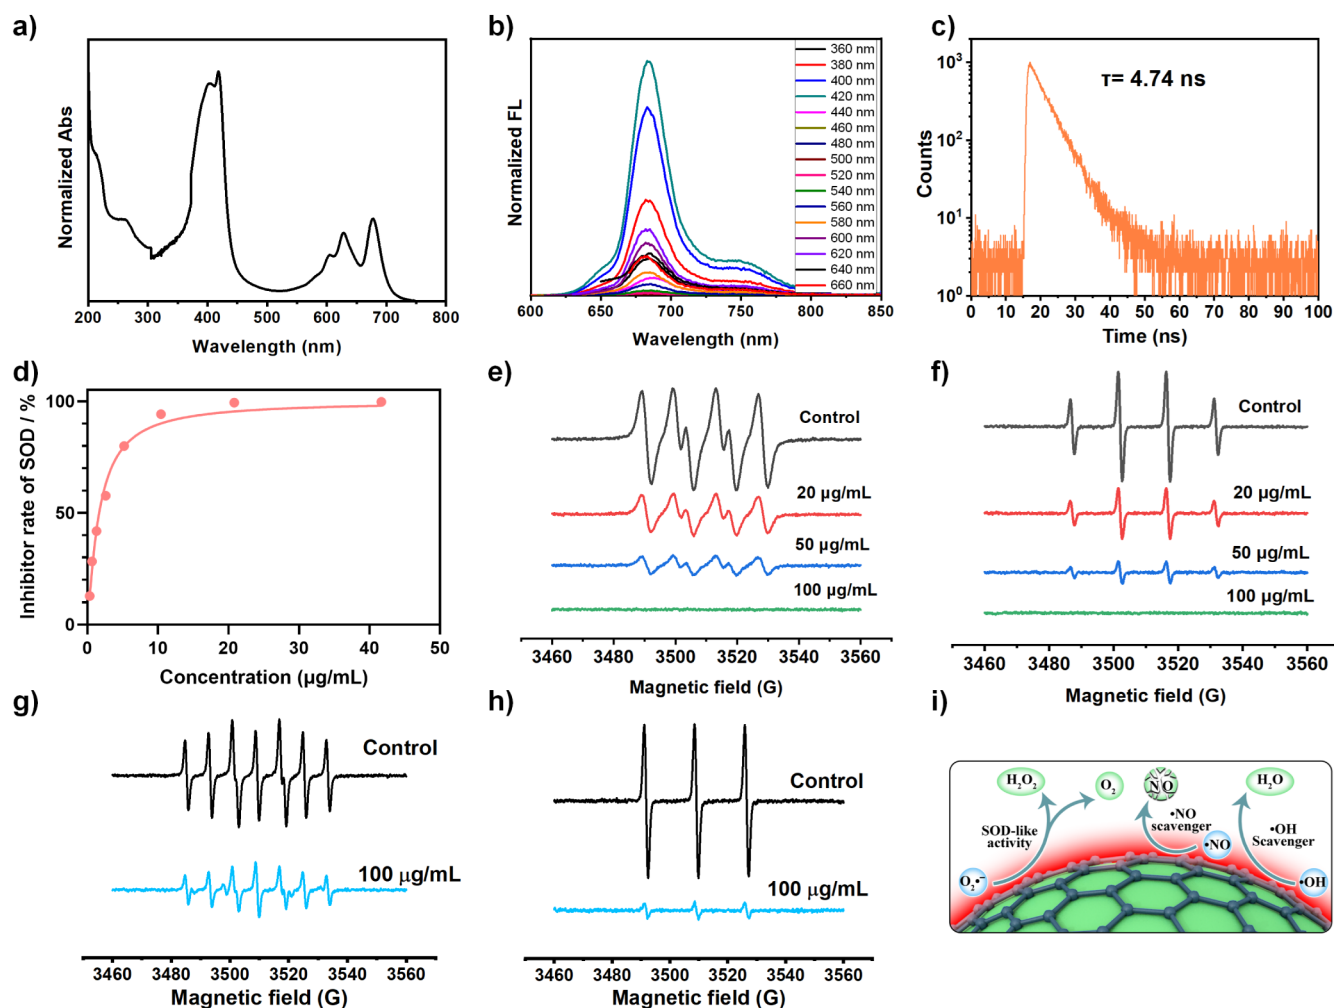 a)
Normalized Abs
200 300 400 500 600 700 800
Wavelength (nm)
b)
Normalized FL
360 nm
380 nm
400 nm
420 nm
440 nm
460 nm
480 nm
500 nm
520 nm
540 nm
560 nm
580 nm
600 nm
620 nm
640 nm
660 nm
600 650 700 750 800 850
Wavelength (nm)
c)
τ= 4.74 ns
Counts
10³
10²
10¹
10⁰
0 10 20 30 40 50 60 70 80 90 100
Time (ns)
d)
Inhibitor rate of SOD / %
100
50
0
0 10 20 30 40 50
Concentration (μg/mL)
e)
Control
20 μg/mL
50 μg/mL
100 μg/mL
3460 3480 3500 3520 3540 3560
Magnetic field (G)
f)
Control
20 μg/mL
50 μg/mL
100 μg/mL
3460 3480 3500 3520 3540 3560
Magnetic field (G)
g)
Control
100 μg/mL
3460 3480 3500 3520 3540 3560
Magnetic field (G)
h)
Control
100 μg/mL
3460 3480 3500 3520 3540 3560
Magnetic field (G)
i)
H₂O₂
O₂
NO
H₂O
SOD-like
activity
•NO
scavenger
•OH
Scavenger
O₂•⁻
•NO
•OH